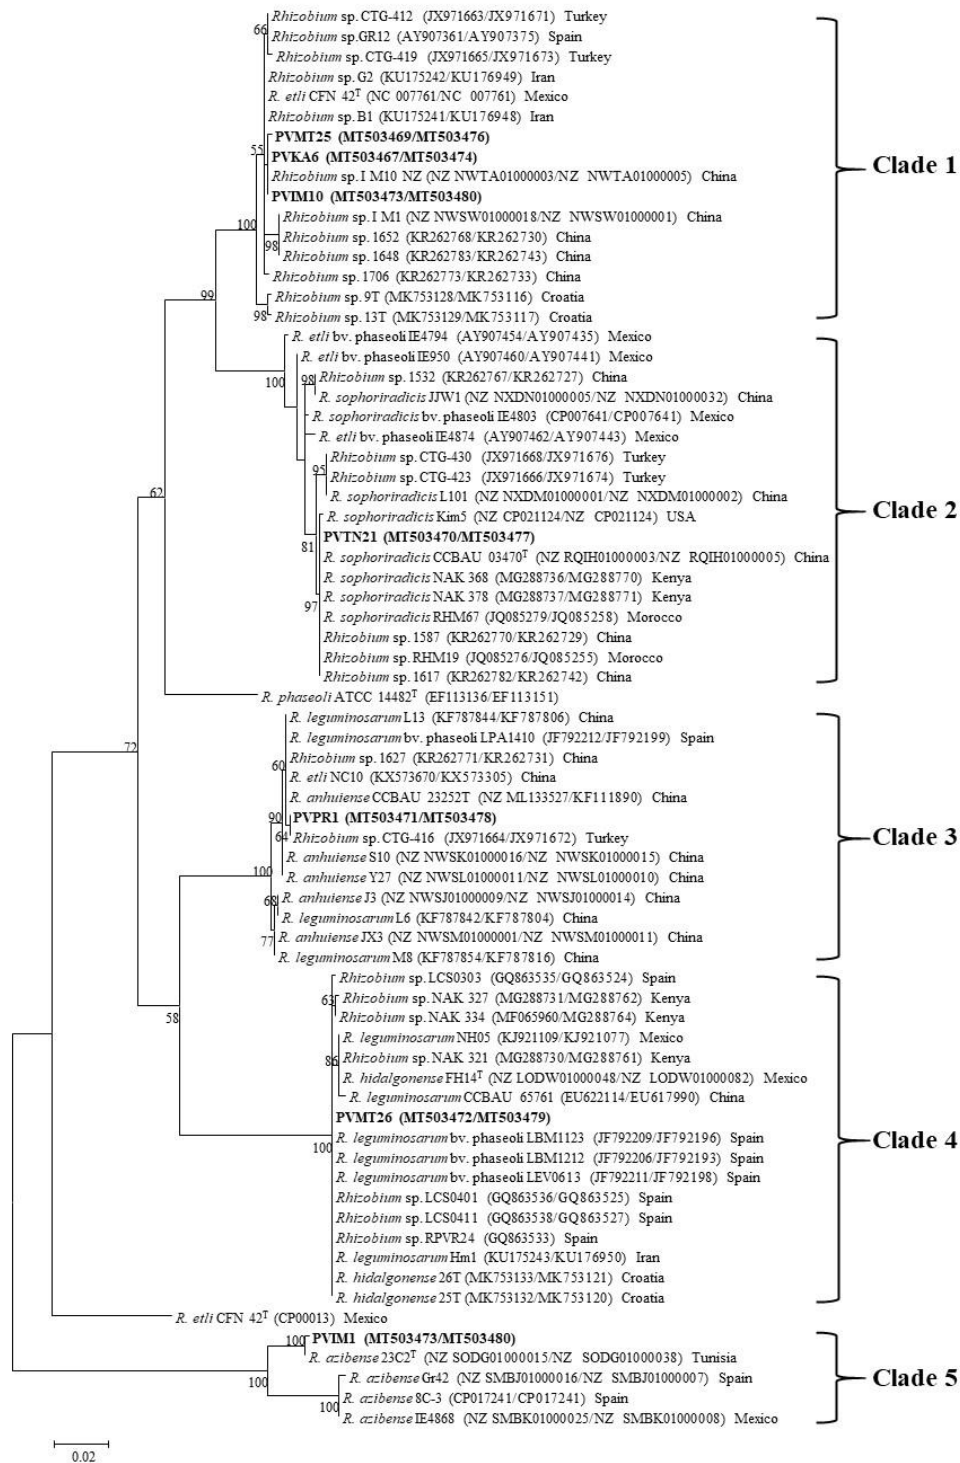 Rhizobium sp. CTG-412 (JX971663/JX971671) Turkey
66
Rhizobium sp.GR12 (AY907361/AY907375) Spain
Rhizobium sp. CTG-419 (JX971665/JX971673) Turkey
Rhizobium sp. G2 (KU175242/KU176949) Iran
R. etli CFN 42T (NC 007761/NC 007761) Mexico
Rhizobium sp. B1 (KU175241/KU176948) Iran
PVMT25 (MT503469/MT503476)
55
PVKA6 (MT503467/MT503474)
Clade 1
Rhizobium sp. I M10 NZ (NZ NWTA01000003/NZ NWTA01000005) China
PVIM10 (MT503473/MT503480)
Rhizobium sp. I M1 (NZ NWSW01000018/NZ NWSW01000001) China
100
Rhizobium sp. 1652 (KR262768/KR262730) China
98
Rhizobium sp. 1648 (KR262783/KR262743) China
Rhizobium sp. 1706 (KR262773/KR262733) China
99
Rhizobium sp. 9T (MK753128/MK753116) Croatia
98
Rhizobium sp. 13T (MK753129/MK753117) Croatia
R. etli bv. phaseoli IE4794 (AY907454/AY907435) Mexico
R. etli bv. phaseoli IE950 (AY907460/AY907441) Mexico
100
98
Rhizobium sp. 1532 (KR262767/KR262727) China
R. sophoriradicis JJW1 (NZ NXDN01000005/NZ NXDN01000032) China
R. sophoriradicis bv. phaseoli IE4803 (CP007641/CP007641) Mexico
R. etli bv. phaseoli IE4874 (AY907462/AY907443) Mexico
Rhizobium sp. CTG-430 (JX971668/JX971676) Turkey
95
Rhizobium sp. CTG-423 (JX971666/JX971674) Turkey
62
R. sophoriradicis L101 (NZ NXDM01000001/NZ NXDM01000002) China
Clade 2
R. sophoriradicis Kim5 (NZ CP021124/NZ CP021124) USA
PVTN21 (MT503470/MT503477)
81
R. sophoriradicis CCBAU 03470T (NZ RQIH01000003/NZ RQIH01000005) China
R. sophoriradicis NAK 368 (MG288736/MG288770) Kenya
R. sophoriradicis NAK 378 (MG288737/MG288771) Kenya
97
R. sophoriradicis RHM67 (JQ085279/JQ085258) Morocco
Rhizobium sp. 1587 (KR262770/KR262729) China
Rhizobium sp. RHM19 (JQ085276/JQ085255) Morocco
Rhizobium sp. 1617 (KR262782/KR262742) China
R. phaseoli ATCC 14482T (EF113136/EF113151)
R. leguminosarum L13 (KF787844/KF787806) China
R. leguminosarum bv. phaseoli LPA1410 (JF792212/JF792199) Spain
72
Rhizobium sp. 1627 (KR262771/KR262731) China
60
R. etli NC10 (KX573670/KX573305) China
R. anhuiense CCBAU 23252T (NZ ML133527/KF111890) China
90
PVPR1 (MT503471/MT503478)
64
Rhizobium sp. CTG-416 (JX971664/JX971672) Turkey
Clade 3
R. anhuiense S10 (NZ NWSK01000016/NZ NWSK01000015) China
100
R. anhuiense Y27 (NZ NWSL01000011/NZ NWSL01000010) China
68
R. anhuiense J3 (NZ NWSJ01000009/NZ NWSJ01000014) China
R. leguminosarum L6 (KF787842/KF787804) China
77
R. anhuiense JX3 (NZ NWSM01000001/NZ NWSM01000011) China
R. leguminosarum M8 (KF787854/KF787816) China
Rhizobium sp. LCS0303 (GQ863535/GQ863524) Spain
63
Rhizobium sp. NAK 327 (MG288731/MG288762) Kenya
58
Rhizobium sp. NAK 334 (MF065960/MG288764) Kenya
R. leguminosarum NH05 (KJ921109/KJ921077) Mexico
86
Rhizobium sp. NAK 321 (MG288730/MG288761) Kenya
R. hidalgonense FH14T (NZ LODW01000048/NZ LODW01000082) Mexico
R. leguminosarum CCBAU 65761 (EU622114/EU617990) China
PVMT26 (MT503472/MT503479)
100
R. leguminosarum bv. phaseoli LBM1123 (JF792209/JF792196) Spain
Clade 4
R. leguminosarum bv. phaseoli LBM1212 (JF792206/JF792193) Spain
R. leguminosarum bv. phaseoli LEV0613 (JF792211/JF792198) Spain
Rhizobium sp. LCS0401 (GQ863536/GQ863525) Spain
Rhizobium sp. LCS0411 (GQ863538/GQ863527) Spain
Rhizobium sp. RPVR24 (GQ863533) Spain
R. leguminosarum Hm1 (KU175243/KU176950) Iran
R. hidalgonense 26T (MK753133/MK753121) Croatia
R. hidalgonense 25T (MK753132/MK753120) Croatia
R. etli CFN 42T (CP00013) Mexico
100
PVIM1 (MT503473/MT503480)
R. azibense 23C2T (NZ SODG01000015/NZ SODG01000038) Tunisia
100
R. azibense Gr42 (NZ SMBJ01000016/NZ SMBJ01000007) Spain
Clade 5
R. azibense 8C-3 (CP017241/CP017241) Spain
100
R. azibense IE4868 (NZ SMBK01000025/NZ SMBK01000008) Mexico
0.02